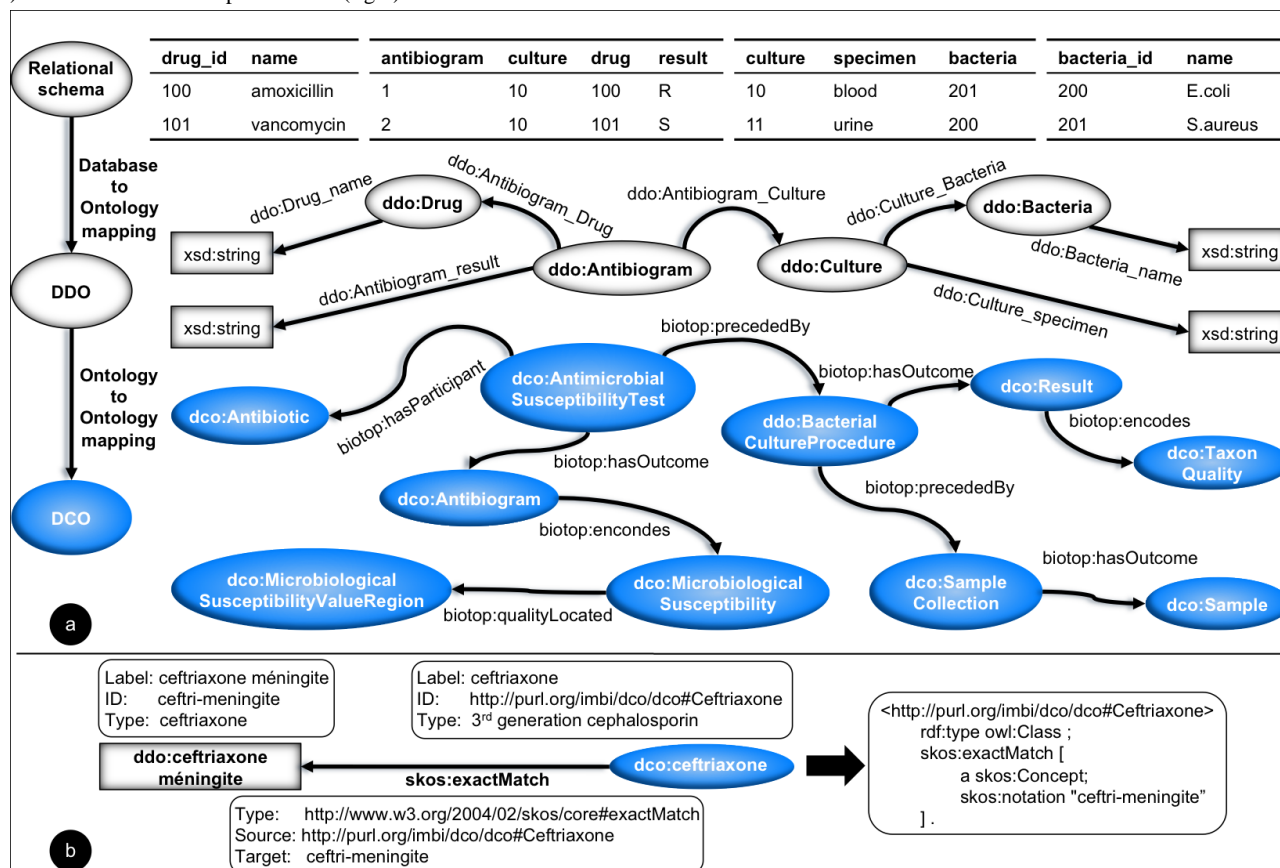 Relational
schema
drug_id name
100 amoxicillin
101 vancomycin
antibiogram culture drug result
1 10 100 R
2 10 101 S
culture specimen bacteria
10 blood 201
11 urine 200
bacteria_id name
200 E.coli
201 S.aureus
Database
to
Ontology
mapping
ddo:Drug_name
ddo:Drug
ddo:Antibiogram_Drug
ddo:Antibiogram_Culture
ddo:Culture_Bacteria
ddo:Bacteria
xsd:string
ddo:Antibiogram
ddo:Culture
ddo:Bacteria_name
xsd:string
DDO
ddo:Antibiogram_result
ddo:Culture_specimen
xsd:string
xsd:string
Ontology
to
Ontology
mapping
biotop:precededBy
dco:Antimicrobial
SusceptibilityTest
biotop:hasOutcome
dco:Result
dco:Antibiotic
biotop:hasParticipant
ddo:Bacterial
CultureProcedure
biotop:encodes
biotop:hasOutcome
dco:Taxon
Quality
DCO
dco:Antibiogram
biotop:precededBy
biotop:encondes
biotop:hasOutcome
dco:Microbiological
SusceptibilityValueRegion
dco:Microbiological
Susceptibility
dco:Sample
Collection
dco:Sample
biotop:qualityLocated
a
Label: ceftriaxone méningite
ID: ceftri-meningite
Type: ceftriaxone
Label: ceftriaxone
ID: http://purl.org/imbi/dco/dco#Ceftriaxone
Type: 3rd generation cephalosporin
ddo:ceftriaxone
méningite
skos:exactMatch
dco:ceftriaxone
Type: http://www.w3.org/2004/02/skos/core#exactMatch
Source: http://purl.org/imbi/dco/dco#Ceftriaxone
Target: ceftri-meningite
<http://purl.org/imbi/dco/dco#Ceftriaxone>
rdf:type owl:Class ;
skos:exactMatch [
a skos:Concept;
skos:notation "ceftri-meningite”
] .
b